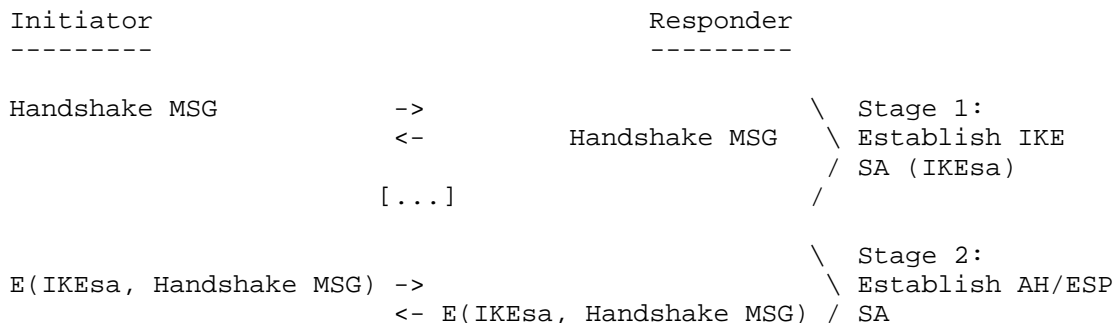 Initiator                               Responder
---------                               ---------

Handshake MSG            ->                        \  Stage 1:
                         <-         Handshake MSG   \ Establish IKE
                                                    / SA (IKEsa)
                       [...]                       /

                                                   \  Stage 2:
E(IKEsa, Handshake MSG) ->                          \ Establish AH/ESP
                        <- E(IKEsa, Handshake MSG) /  SA